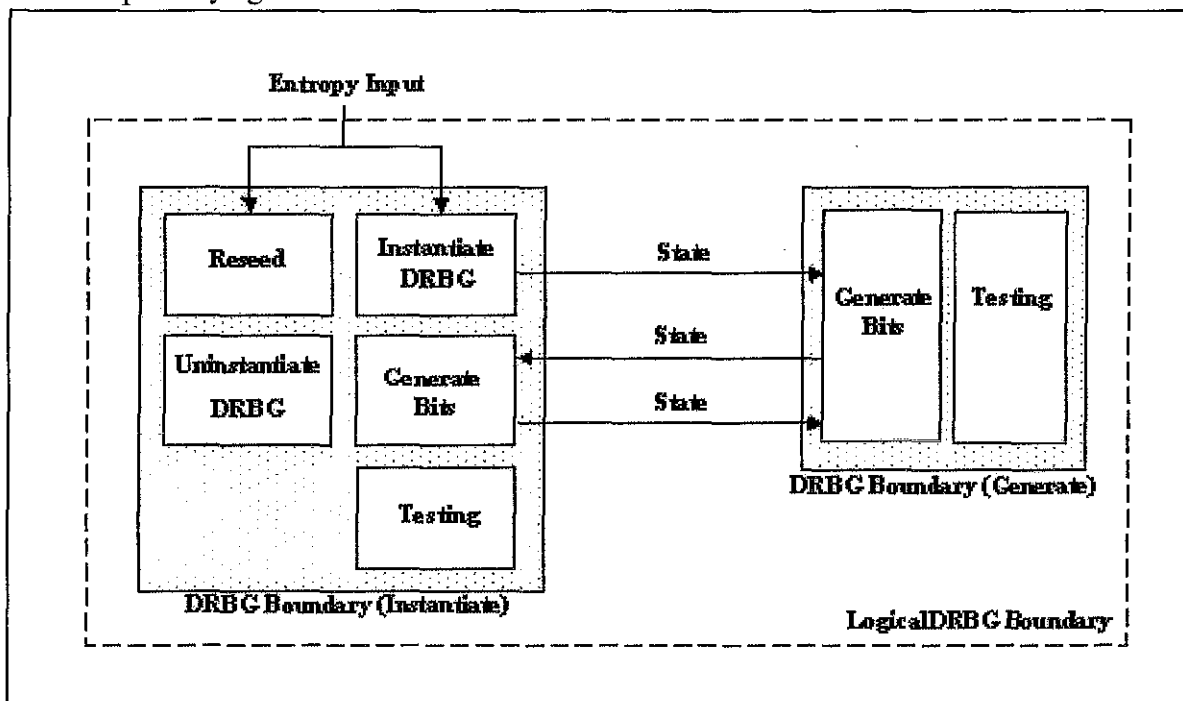 Entropy Input
Reseed
Instantiate
DRBG
Uninstantiate
DRBG
Generate
Bits
Testing
DRBG Boundary (Instantiate)
State
State
State
Generate
Bits
Testing
DRBG Boundary (Generate)
LogicalDRBG Boundary